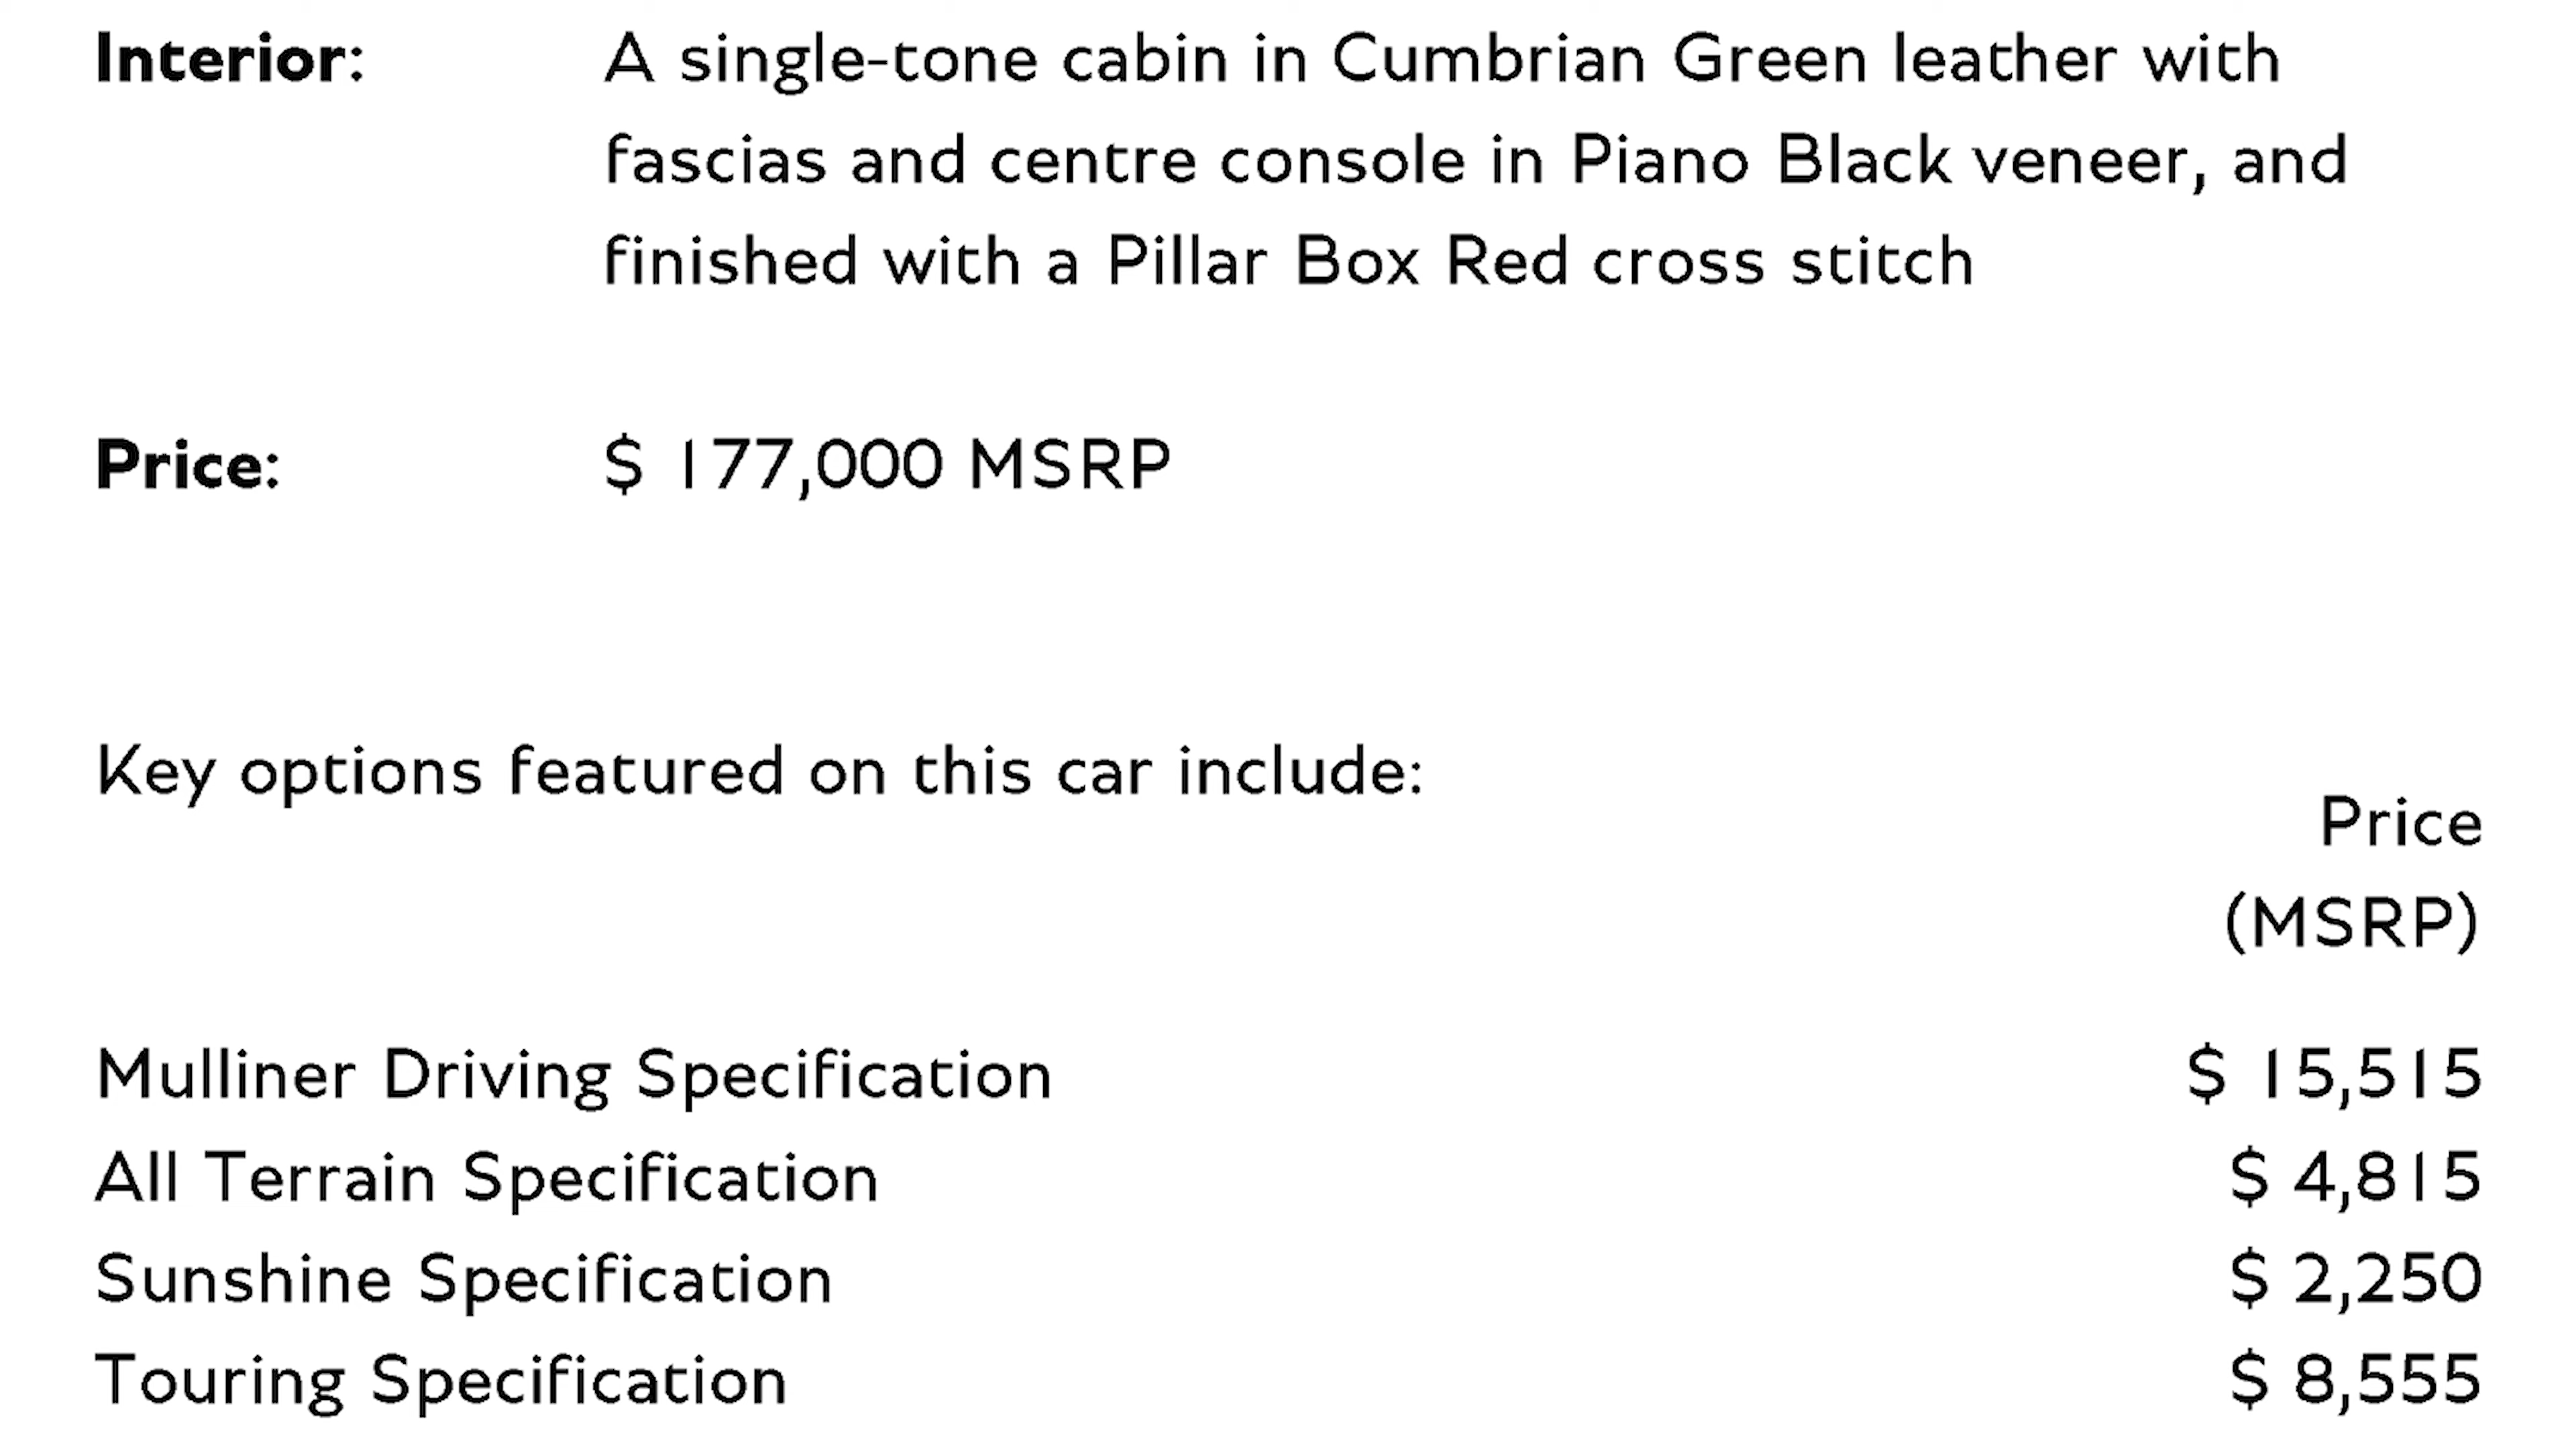 Interior: A single-tone cabin in Cumbrian Green leather with
fascias and centre console in Piano Black veneer, and
finished with a Pillar Box Red cross stitch
Price: $ 177,000 MSRP
Key options featured on this car include:
Price
(MSRP)
Mulliner Driving Specification $ 15,515
All Terrain Specification $ 4,815
Sunshine Specification $ 2,250
Touring Specification $ 8,555